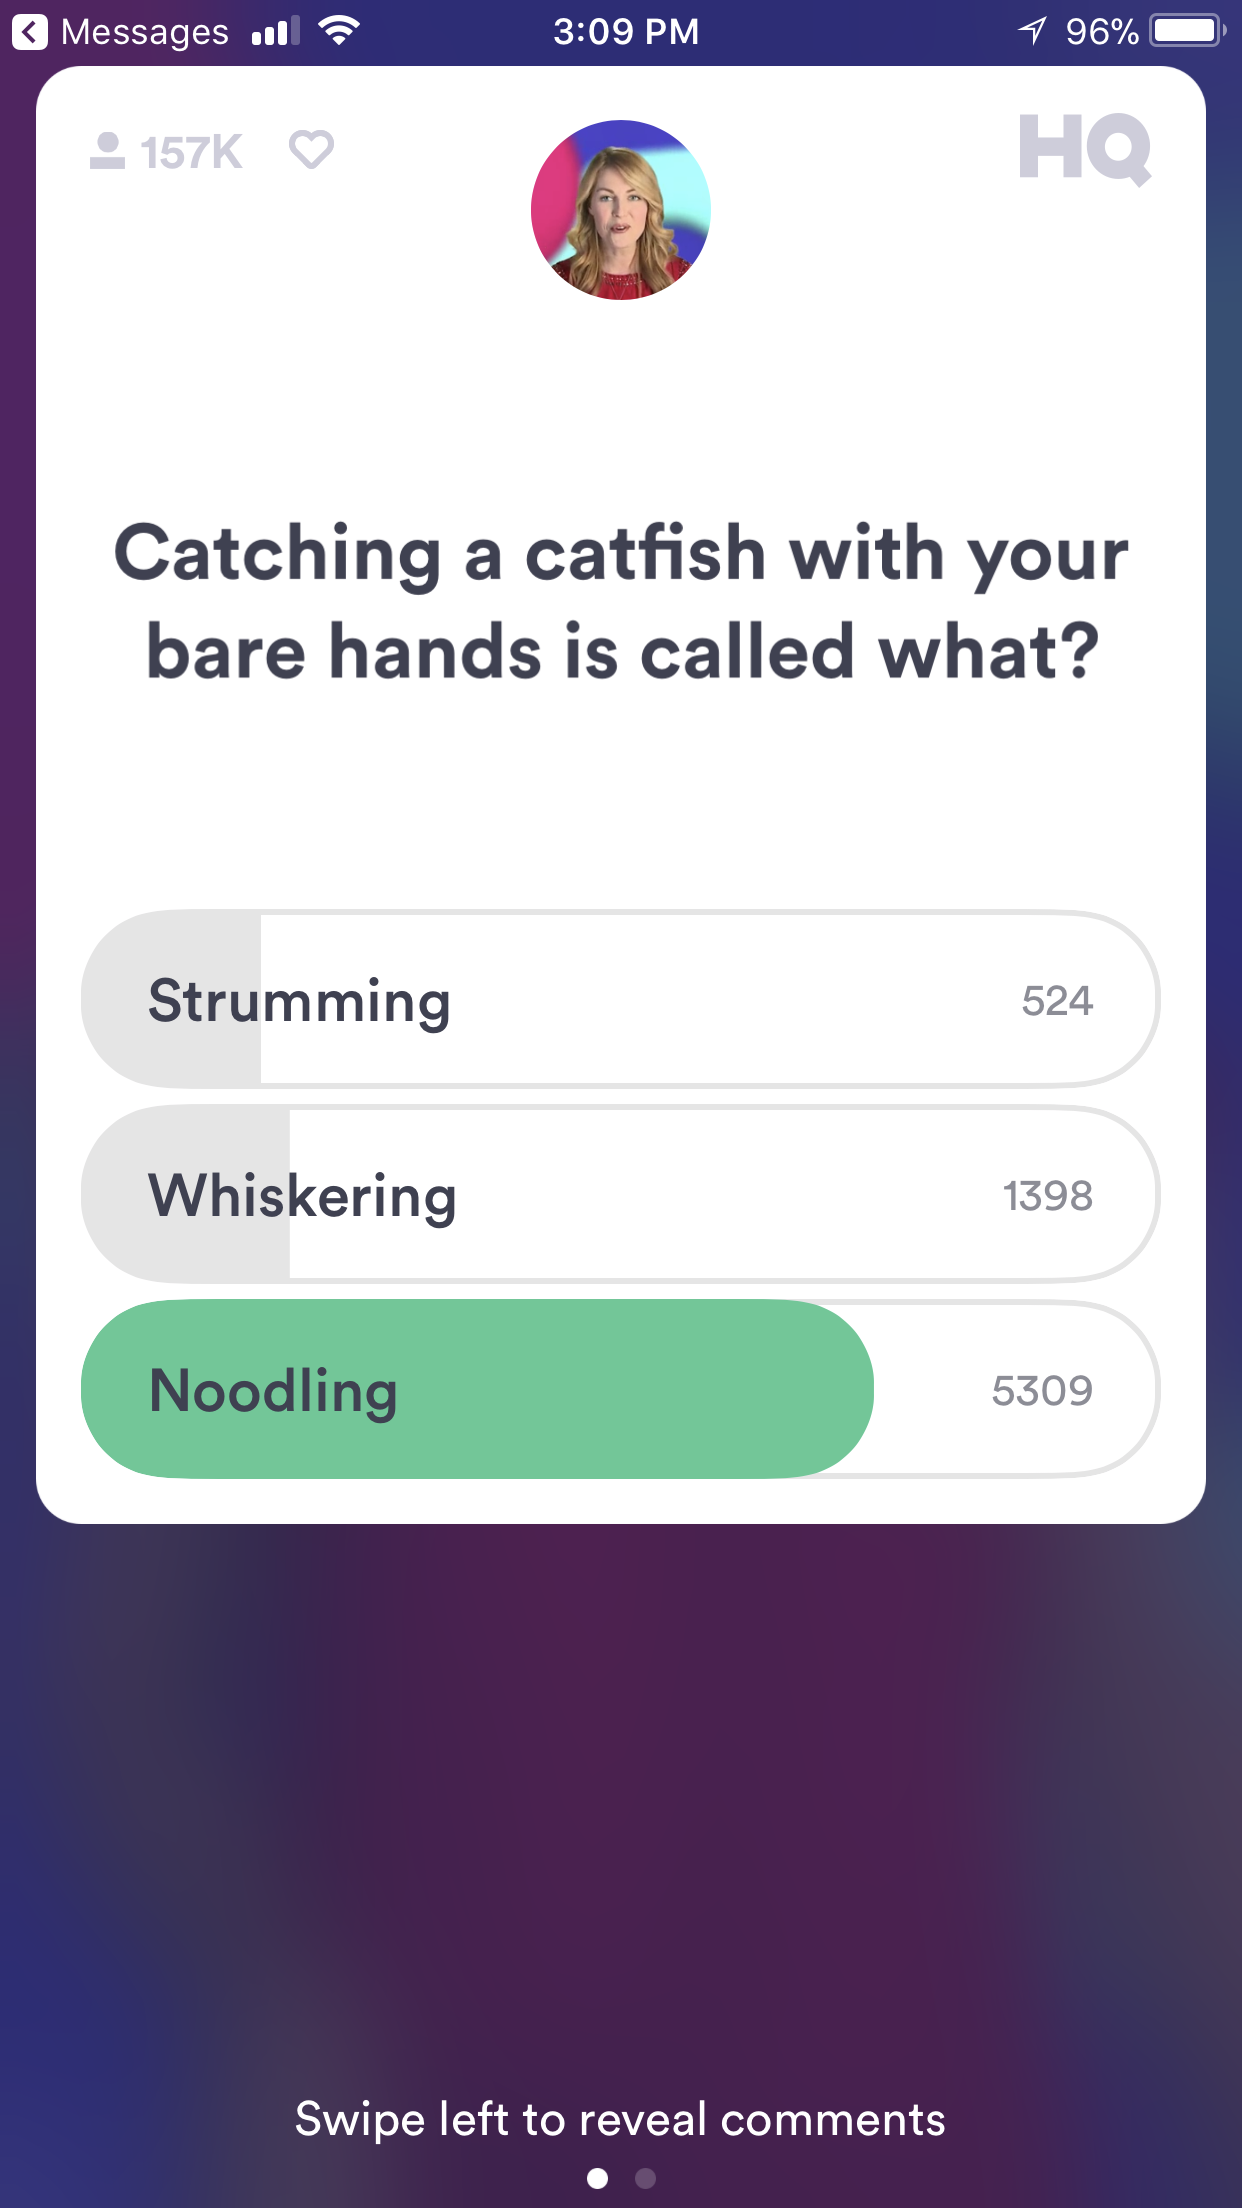 Messages 3:09 PM 96%
157K HQ
Catching a catfish with your
bare hands is called what?
Strumming 524
Whiskering 1398
Noodling 5309
Swipe left to reveal comments